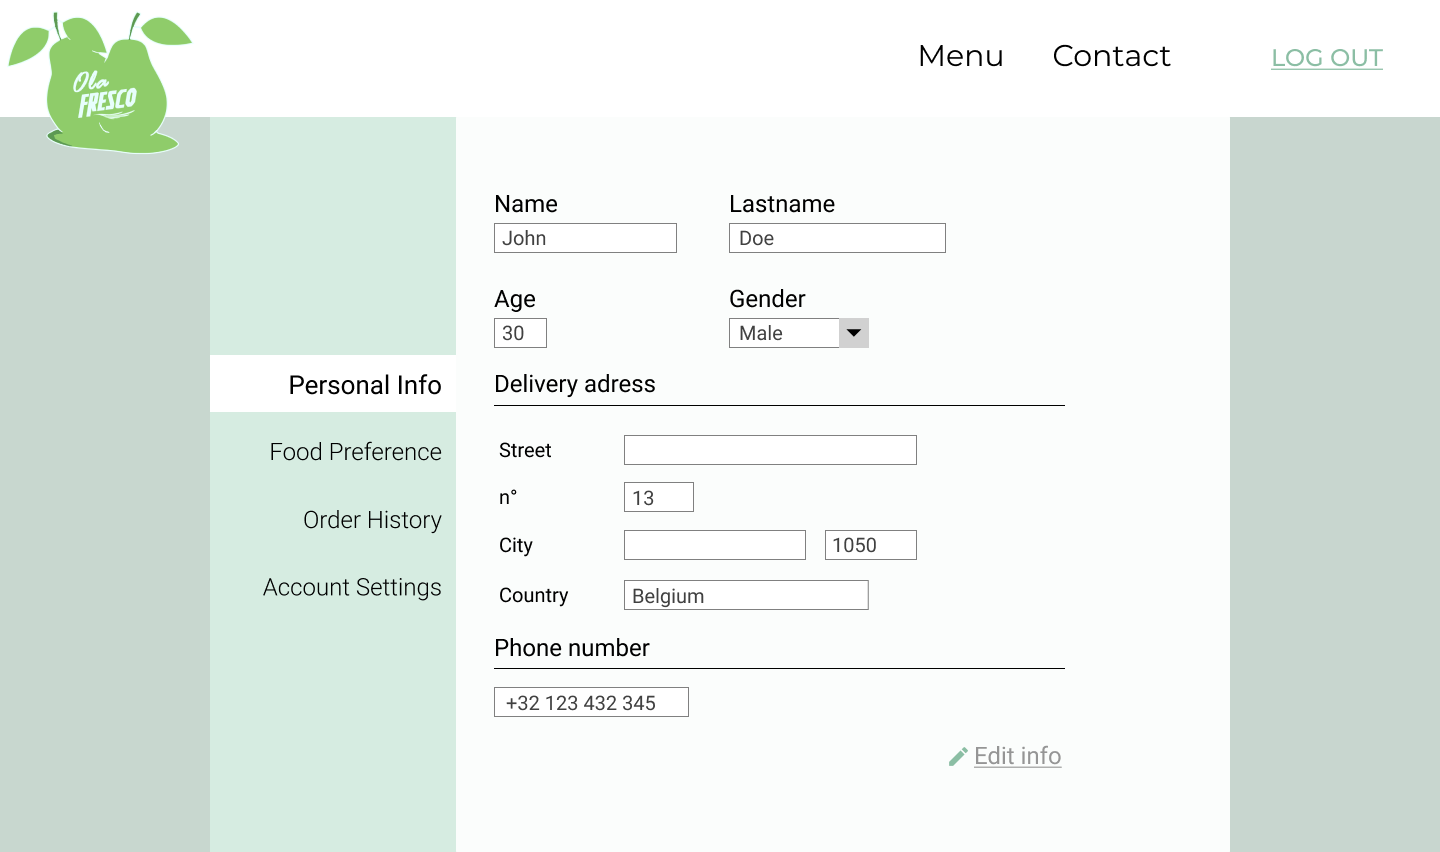 Ola
FRESCO
Menu Contact LOG OUT
Name Lastname
John Doe
Age Gender
30 Male
Personal Info
Food Preference
Order History
Account Settings
Delivery adress
Street
n° 13
City 1050
Country Belgium
Phone number
+32 123 432 345
Edit info